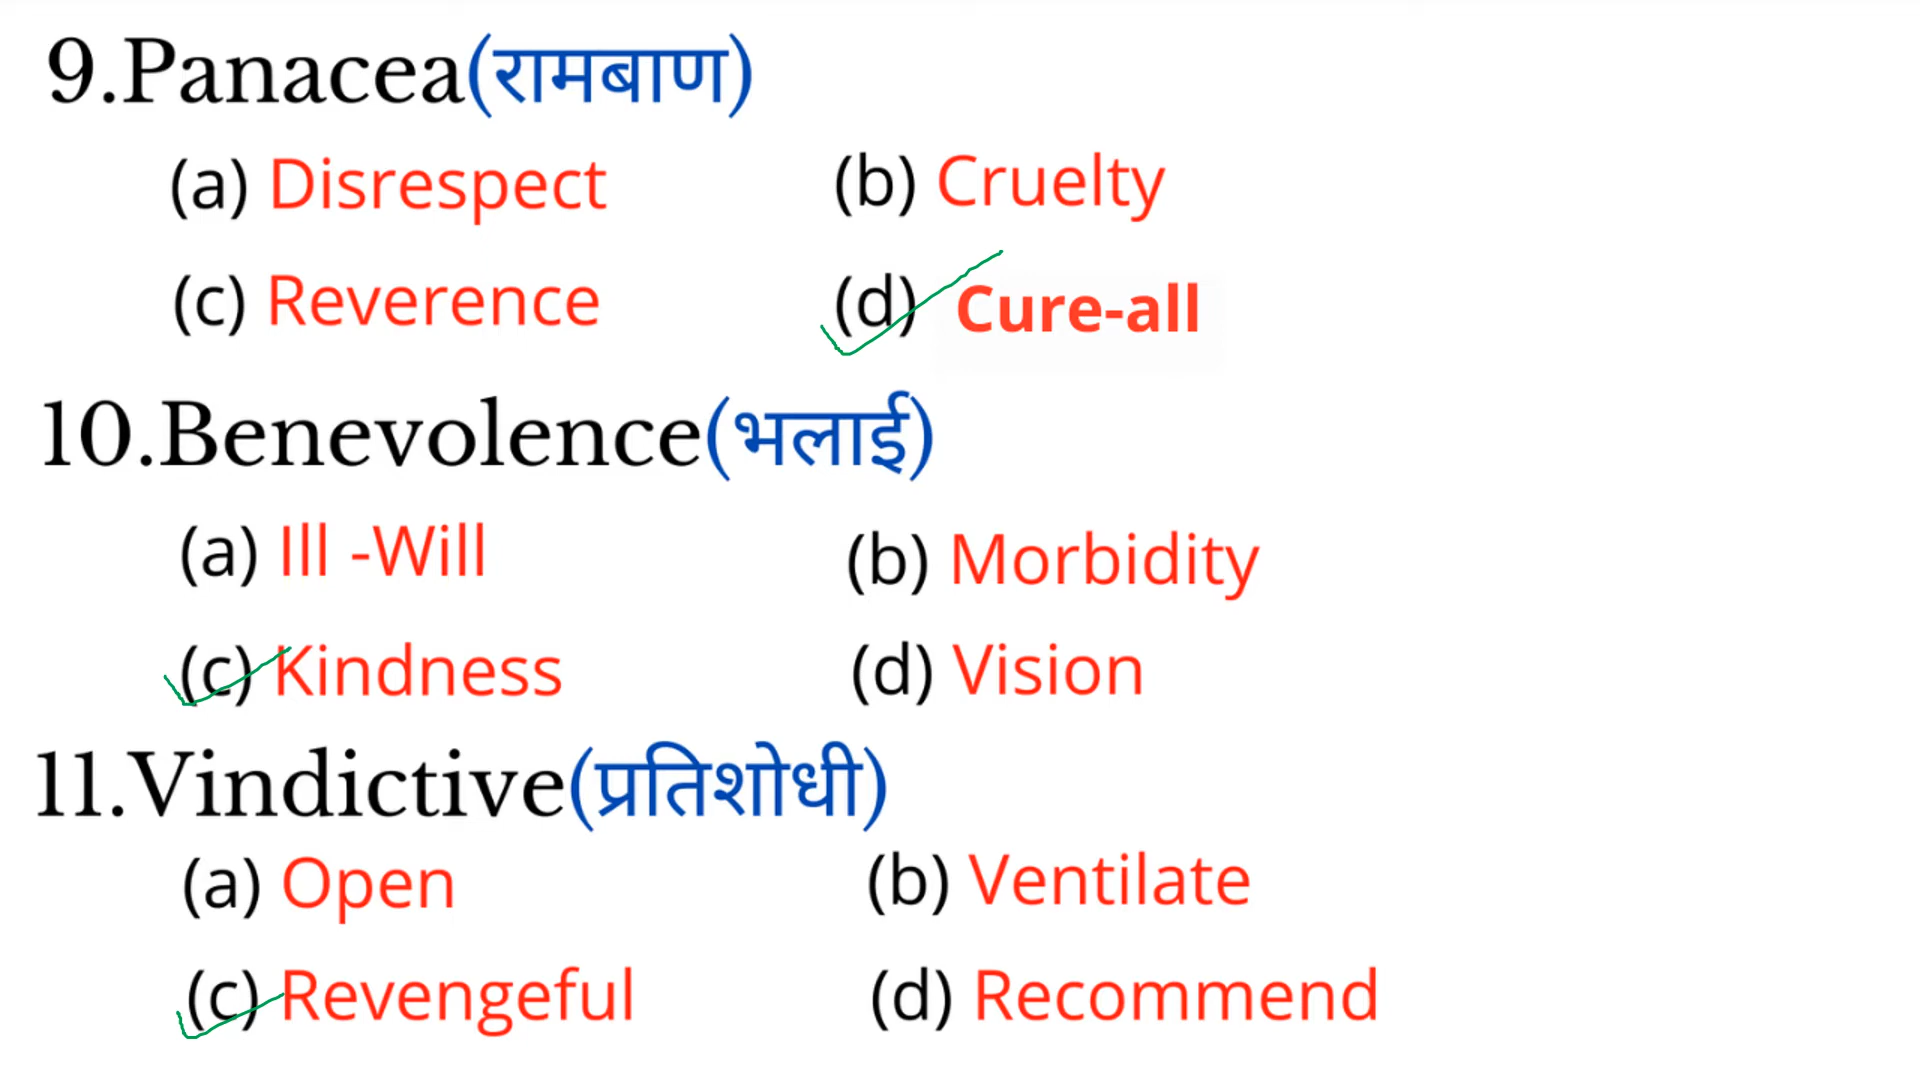 9.Panacea(रामबाण)
(a) Disrespect (b) Cruelty
(c) Reverence (d) Cure-all
10.Benevolence(भलाई)
(a) Ill -Will (b) Morbidity
(c) Kindness (d) Vision
11.Vindictive(प्रतिशोधी)
(a) Open (b) Ventilate
(c) Revengeful (d) Recommend